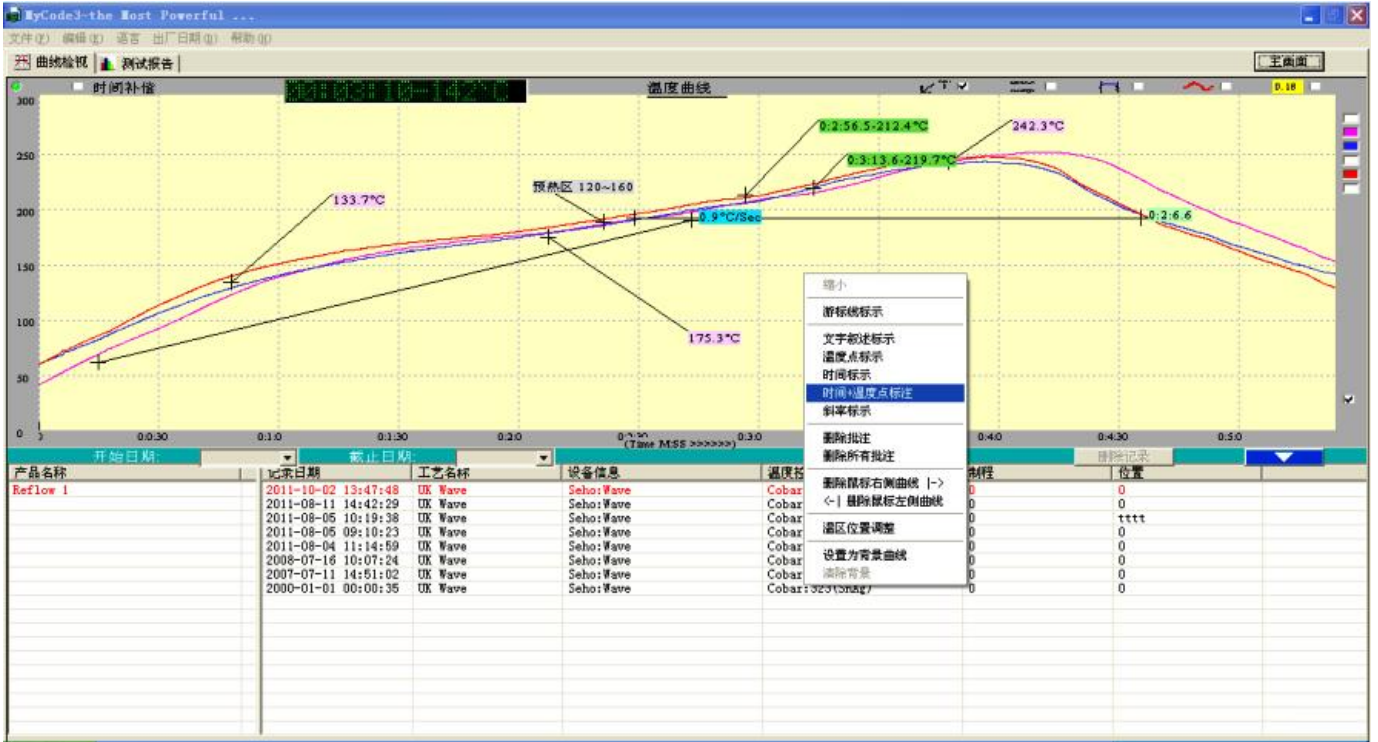 MyCode3-the Most Powerful ...
文件(F) 编辑(E) 语言 出厂日期(Q) 帮助(H)
曲线检视 测试报告 主画面
时间补偿 00:03:10-142°C 温度曲线 T 0.10
300
0:2:56.5-212.4°C 242.3°C
250
0:3:13.6-219.7°C
预热区 120~160
133.7°C
200
0.9°C/Sec 0:2:6.6
150
100
175.3°C
50
0
0:0:30 0:1:0 0:1:30 0:2:0 0:3:0 0:4:0 0:4:30 0:5:0
(Time M:SS >>>>>>)
缩小
游标线标示
文字叙述标示
温度点标示
时间标示
时间+温度点标注
斜率标示
删除批注
删除所有批注
删除鼠标右侧曲线 |->
<-| 删除鼠标左侧曲线
温区位置调整
设置为背景曲线
清除背景
开始日期: 截止日期: 删除记录
产品名称 记录日期 工艺名称 设备信息 制程 位置
Reflow 1 2011-10-02 13:47:48 UK Wave Seho:Wave Cobar 0 0
2011-08-11 14:42:29 UK Wave Seho:Wave Cobar 0 0
2011-08-05 10:19:38 UK Wave Seho:Wave Cobar 0 tttt
2011-08-05 09:10:23 UK Wave Seho:Wave Cobar 0 0
2011-08-04 11:14:59 UK Wave Seho:Wave Cobar 0 0
2008-07-16 10:07:24 UK Wave Seho:Wave Cobar 0 0
2007-07-11 14:51:02 UK Wave Seho:Wave Cobar 0 0
2000-01-01 00:00:35 UK Wave Seho:Wave Cobar:323(SnAg) 0 0